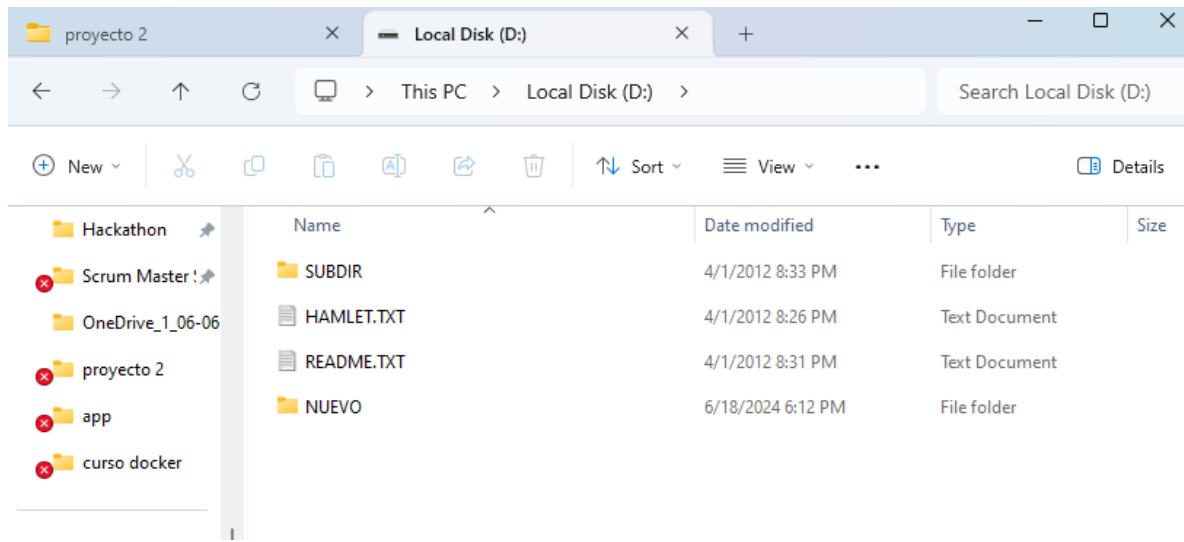 proyecto 2
Local Disk (D:)
This PC > Local Disk (D:) >
Search Local Disk (D:)
New
Sort
View
Details
Name Date modified Type Size
Hackathon
Scrum Master
OneDrive_1_06-06
proyecto 2
app
curso docker
SUBDIR 4/1/2012 8:33 PM File folder
HAMLET.TXT 4/1/2012 8:26 PM Text Document
README.TXT 4/1/2012 8:31 PM Text Document
NUEVO 6/18/2024 6:12 PM File folder